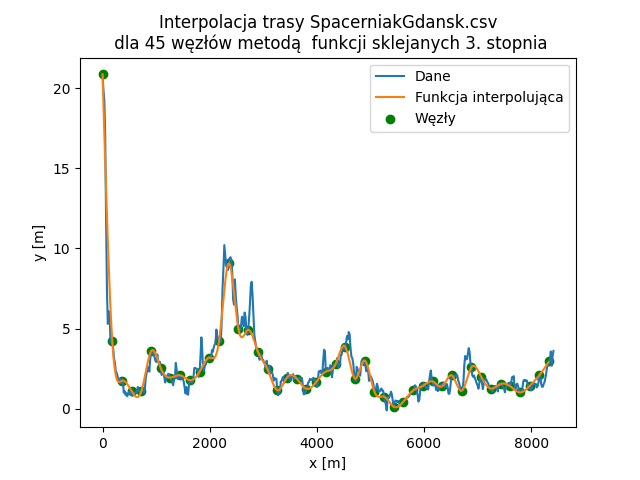 Interpolacja trasy SpacerniakGdansk.csv
dla 45 węzłów metodą  funkcji sklejanych 3. stopnia
Dane
Funkcja interpolująca
Węzły
y [m]
20
15
10
5
0
0
2000
4000
6000
8000
x [m]